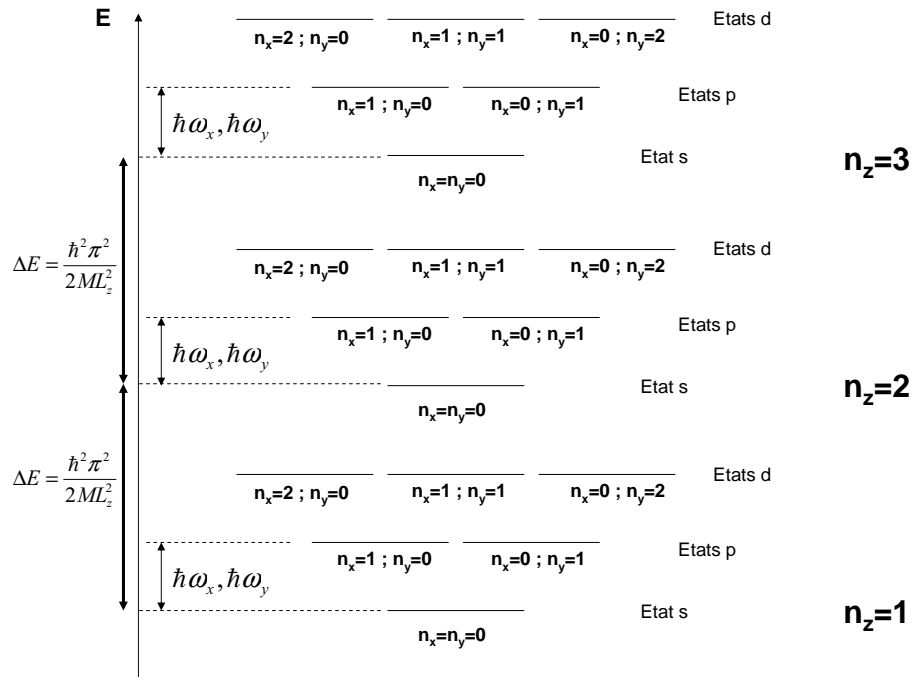 E
Etats d
n_x=2 ; n_y=0 n_x=1 ; n_y=1 n_x=0 ; n_y=2
Etats p
n_x=1 ; n_y=0 n_x=0 ; n_y=1
ħω_x, ħω_y
Etat s
n_z=3
n_x=n_y=0
ΔE = ħ²π² / 2ML_z²
Etats d
n_x=2 ; n_y=0 n_x=1 ; n_y=1 n_x=0 ; n_y=2
Etats p
n_x=1 ; n_y=0 n_x=0 ; n_y=1
ħω_x, ħω_y
Etat s
n_z=2
n_x=n_y=0
ΔE = ħ²π² / 2ML_z²
Etats d
n_x=2 ; n_y=0 n_x=1 ; n_y=1 n_x=0 ; n_y=2
Etats p
n_x=1 ; n_y=0 n_x=0 ; n_y=1
ħω_x, ħω_y
Etat s
n_z=1
n_x=n_y=0